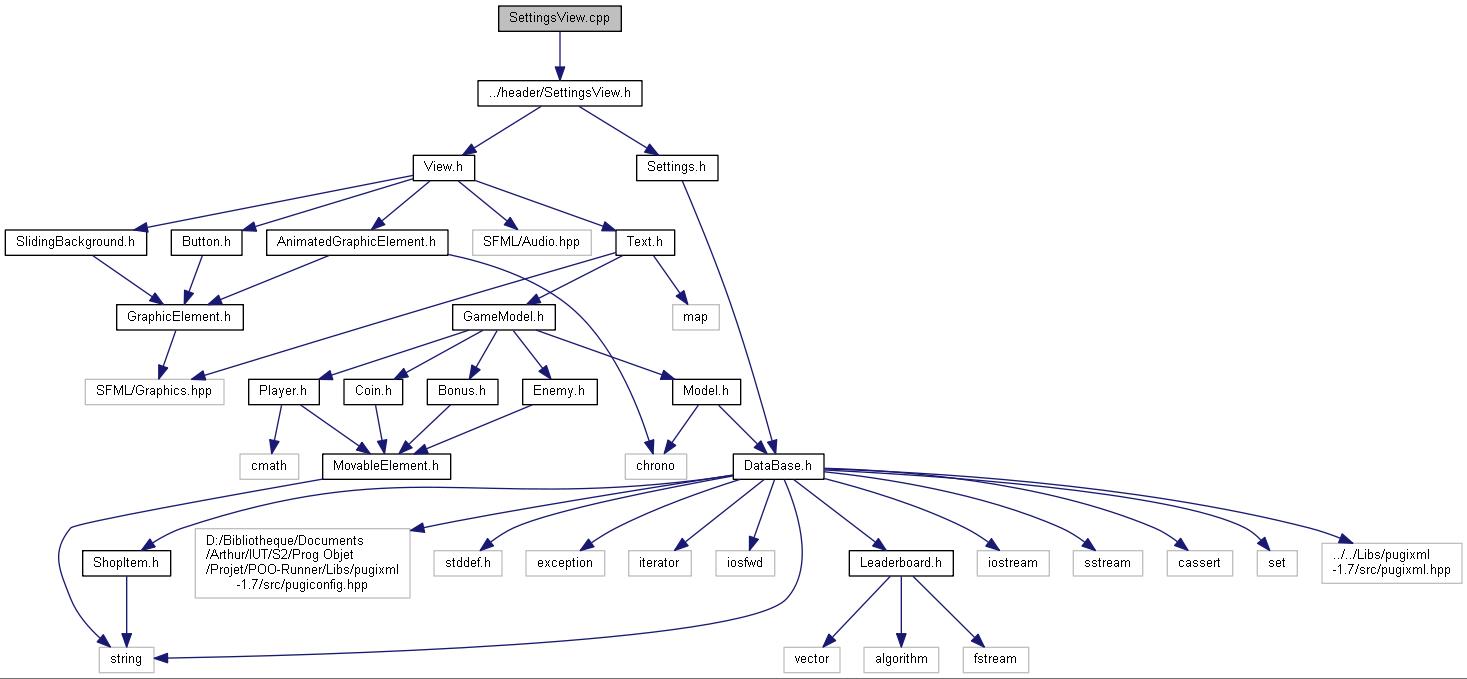 SettingsView.cpp
../header/SettingsView.h
View.h
Settings.h
SlidingBackground.h
Button.h
AnimatedGraphicElement.h
SFML/Audio.hpp
Text.h
GraphicElement.h
GameModel.h
map
SFML/Graphics.hpp
Player.h
Coin.h
Bonus.h
Enemy.h
Model.h
cmath
MovableElement.h
chrono
DataBase.h
ShopItem.h
D:/Bibliotheque/Documents
/Arthur/IUT/S2/Prog Objet
/Projet/POO-Runner/Libs/pugixml
-1.7/src/pugiconfig.hpp
stddef.h
exception
iterator
iosfwd
Leaderboard.h
iostream
sstream
cassert
set
../../Libs/pugixml
-1.7/src/pugixml.hpp
string
vector
algorithm
fstream